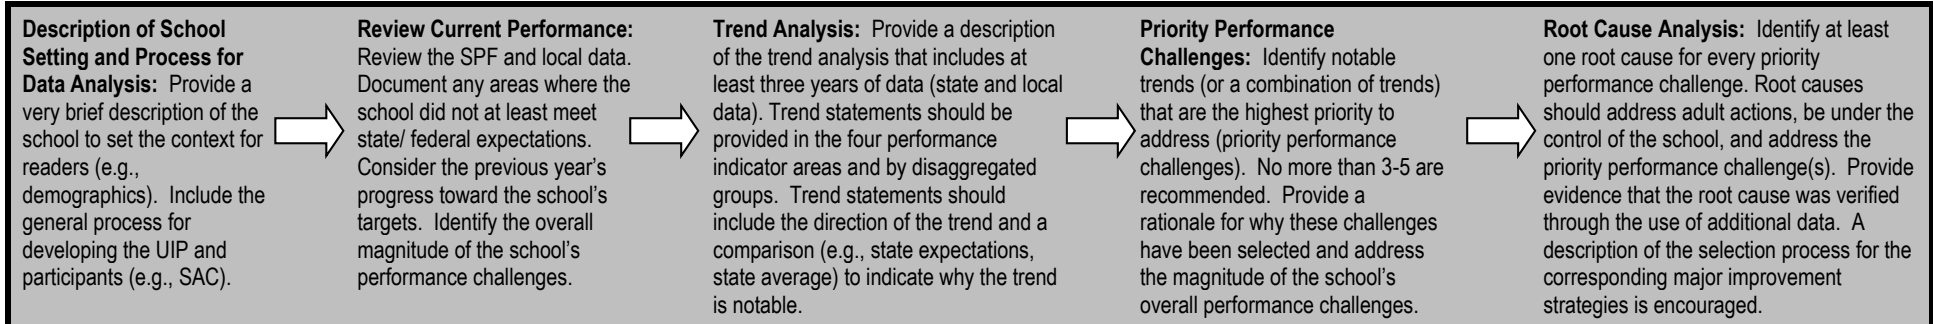 Description of School
Setting and Process for
Data Analysis: Provide a
very brief description of the
school to set the context for
readers (e.g.,
demographics). Include the
general process for
developing the UIP and
participants (e.g., SAC).
Review Current Performance:
Review the SPF and local data.
Document any areas where the
school did not at least meet
state/ federal expectations.
Consider the previous year's
progress toward the school's
targets. Identify the overall
magnitude of the school's
performance challenges.
Trend Analysis: Provide a description
of the trend analysis that includes at
least three years of data (state and local
data). Trend statements should be
provided in the four performance
indicator areas and by disaggregated
groups. Trend statements should
include the direction of the trend and a
comparison (e.g., state expectations,
state average) to indicate why the trend
is notable.
Priority Performance
Challenges: Identify notable
trends (or a combination of trends)
that are the highest priority to
address (priority performance
challenges). No more than 3-5 are
recommended. Provide a
rationale for why these challenges
have been selected and address
the magnitude of the school's
overall performance challenges.
Root Cause Analysis: Identify at least
one root cause for every priority
performance challenge. Root causes
should address adult actions, be under the
control of the school, and address the
priority performance challenge(s). Provide
evidence that the root cause was verified
through the use of additional data. A
description of the selection process for the
corresponding major improvement
strategies is encouraged.